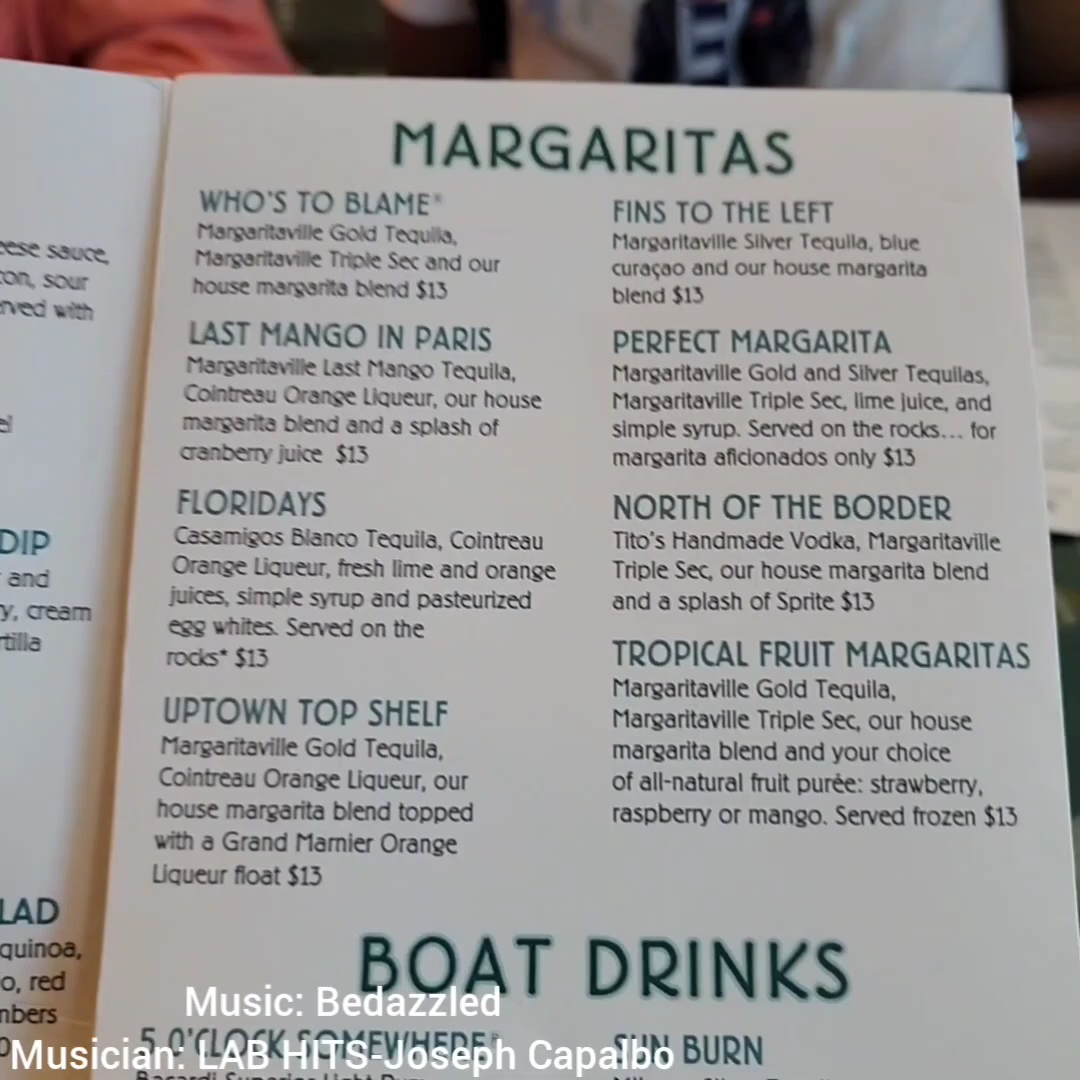 eese sauce,
con, sour
rved with
el
DIP
and
y, cream
tilla
LAD
quinoa,
o, red
mbers
MARGARITAS
WHO'S TO BLAME®
Margaritaville Gold Tequila,
Margaritaville Triple Sec and our
house margarita blend $13
LAST MANGO IN PARIS
Margaritaville Last Mango Tequila,
Cointreau Orange Liqueur, our house
margarita blend and a splash of
cranberry juice $13
FLORIDAYS
Casamigos Blanco Tequila, Cointreau
Orange Liqueur, fresh lime and orange
juices, simple syrup and pasteurized
egg whites. Served on the
rocks* $13
UPTOWN TOP SHELF
Margaritaville Gold Tequila,
Cointreau Orange Liqueur, our
house margarita blend topped
with a Grand Marnier Orange
Liqueur float $13
FINS TO THE LEFT
Margaritaville Silver Tequila, blue
curaçao and our house margarita
blend $13
PERFECT MARGARITA
Margaritaville Gold and Silver Tequilas,
Margaritaville Triple Sec, lime juice, and
simple syrup. Served on the rocks... for
margarita aficionados only $13
NORTH OF THE BORDER
Tito's Handmade Vodka, Margaritaville
Triple Sec, our house margarita blend
and a splash of Sprite $13
TROPICAL FRUIT MARGARITAS
Margaritaville Gold Tequila,
Margaritaville Triple Sec, our house
margarita blend and your choice
of all-natural fruit purée: strawberry,
raspberry or mango. Served frozen $13
BOAT DRINKS
5 O'CLOCK SOMEWHERE®
SUN BURN
Music: Bedazzled
Musician: LAB HITS-Joseph Capalbo